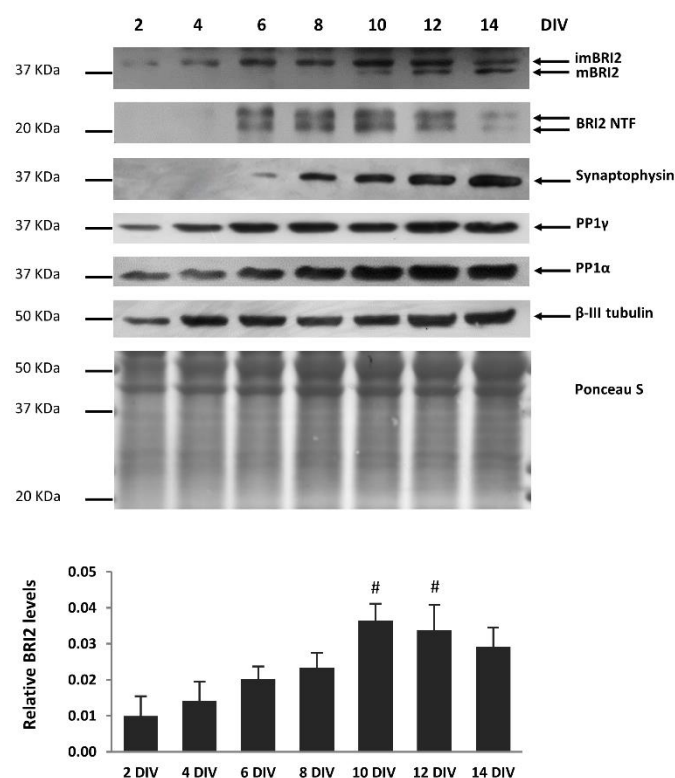 2 4 6 8 10 12 14 DIV
37 KDa imBRI2
mBRI2
20 KDa BRI2 NTF
37 KDa Synaptophysin
37 KDa PP1γ
37 KDa PP1α
50 KDa β-III tubulin
50 KDa
Ponceau S
37 KDa
20 KDa
Relative BRI2 levels
0.05
0.04
0.03
0.02
0.01
0.00
# #
2 DIV 4 DIV 6 DIV 8 DIV 10 DIV 12 DIV 14 DIV